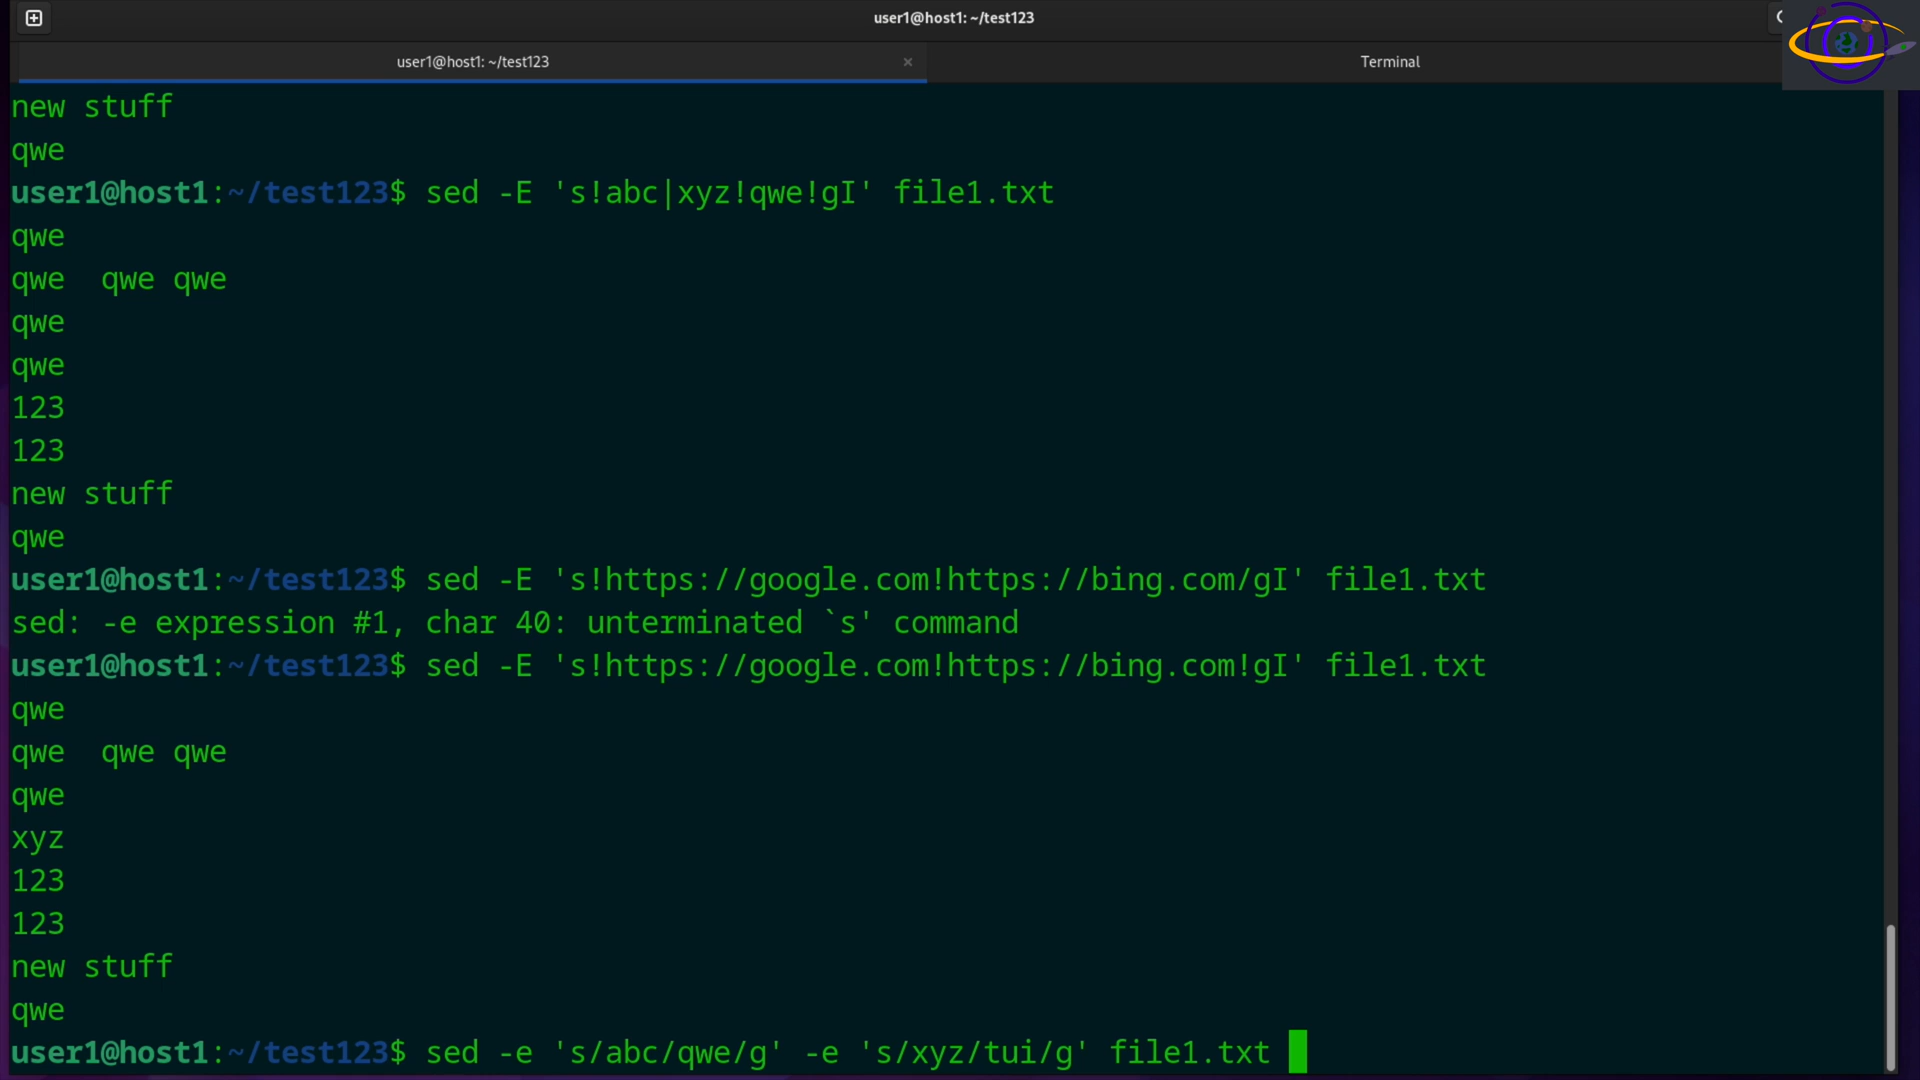 user1@host1: ~/test123
user1@host1: ~/test123 ×
Terminal
new stuff
qwe
user1@host1:~/test123$ sed -E 's!abc|xyz!qwe!gI' file1.txt
qwe
qwe  qwe qwe
qwe
qwe
123
123
new stuff
qwe
user1@host1:~/test123$ sed -E 's!https://google.com!https://bing.com/gI' file1.txt
sed: -e expression #1, char 40: unterminated `s' command
user1@host1:~/test123$ sed -E 's!https://google.com!https://bing.com!gI' file1.txt
qwe
qwe  qwe qwe
qwe
xyz
123
123
new stuff
qwe
user1@host1:~/test123$ sed -e 's/abc/qwe/g' -e 's/xyz/tui/g' file1.txt